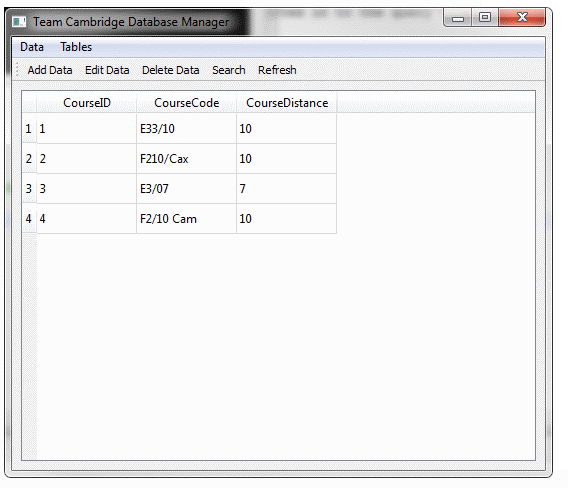 Team Cambridge Database Manager
Data Tables
Add Data Edit Data Delete Data Search Refresh
CourseID CourseCode CourseDistance
1 1 E33/10 10
2 2 F210/Cax 10
3 3 E3/07 7
4 4 F2/10 Cam 10